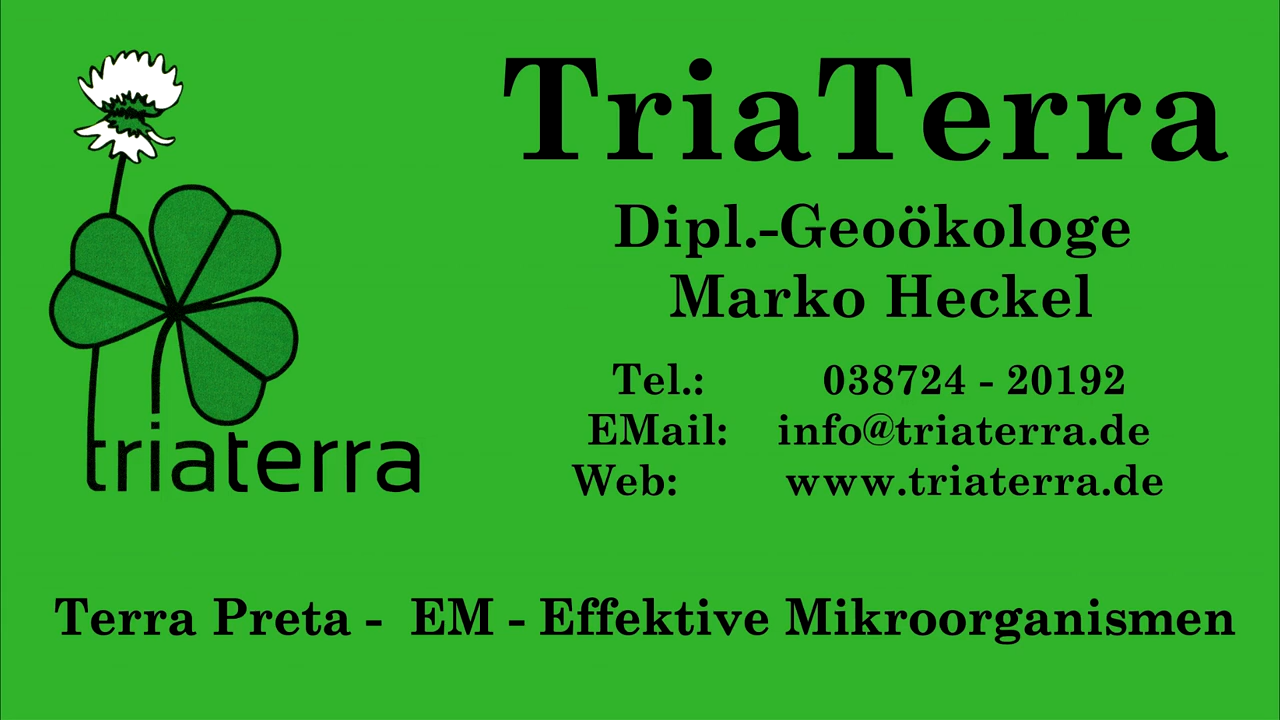 TriaTerra
Dipl.-Geoökologe
Marko Heckel
Tel.: 038724 - 20192
EMail: info@triaterra.de
Web: www.triaterra.de
triaterra
Terra Preta - EM - Effektive Mikroorganismen